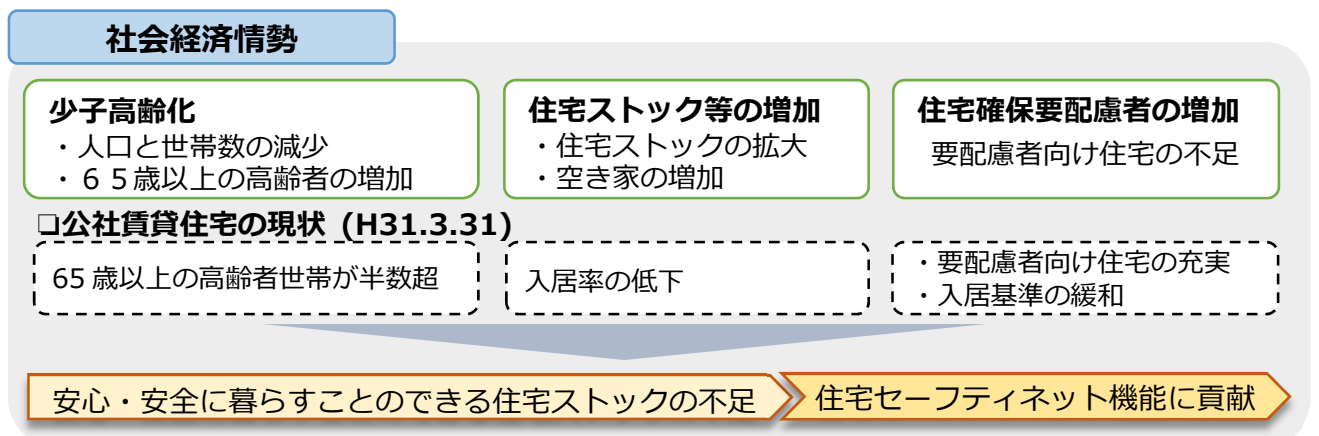 社会経済情勢
少子高齢化
・人口と世帯数の減少
・６５歳以上の高齢者の増加
住宅ストック等の増加
・住宅ストックの拡大
・空き家の増加
住宅確保要配慮者の増加
要配慮者向け住宅の不足
❏公社賃貸住宅の現状 (H31.3.31)
65歳以上の高齢者世帯が半数超
入居率の低下
・要配慮者向け住宅の充実
・入居基準の緩和
安心・安全に暮らすことのできる住宅ストックの不足
住宅セーフティネット機能に貢献